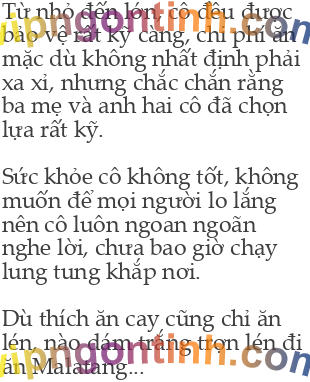 Từ nhỏ đến lớn, cô đều được
bảo vệ rất kỹ càng, chi phí ăn
mặc dù không nhất định phải
xa xỉ, nhưng chắc chắn rằng
ba mẹ và anh hai cô đã chọn
lựa rất kỹ.
Sức khỏe cô không tốt, không
muốn để mọi người lo lắng
nên cô luôn ngoan ngoãn
nghe lời, chưa bao giờ chạy
lung tung khắp nơi.
Dù thích ăn cay cũng chỉ ăn
lén, nào dám trắng trợn lén đi
ăn Malatang...